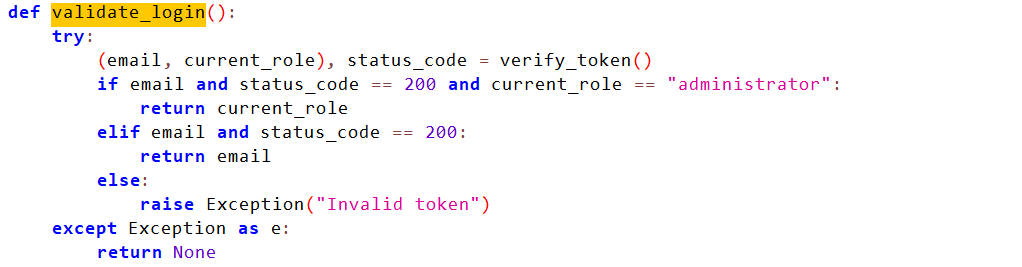 def validate_login():
    try:
        (email, current_role), status_code = verify_token()
        if email and status_code == 200 and current_role == "administrator":
            return current_role
        elif email and status_code == 200:
            return email
        else:
            raise Exception("Invalid token")
    except Exception as e:
        return None